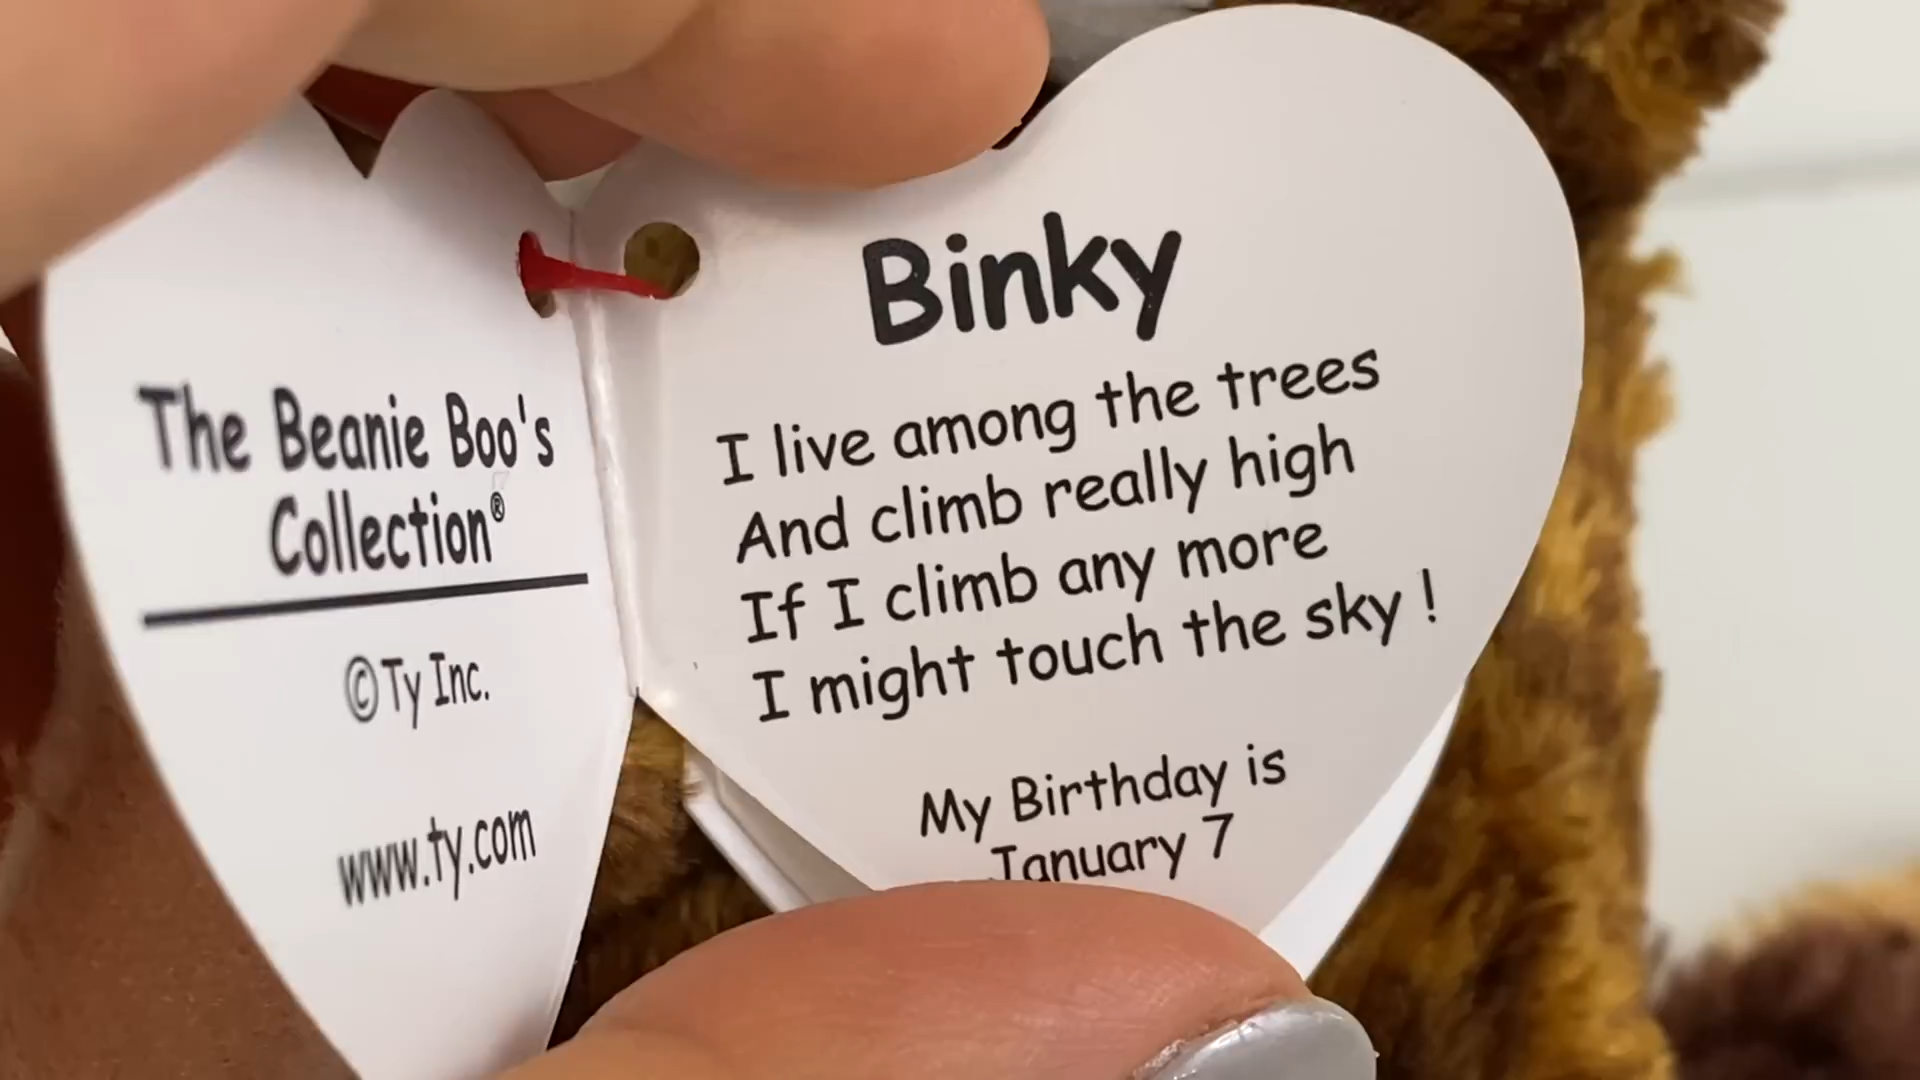 The Beanie Boo's
Collection®
©Ty Inc.
www.ty.com
Binky
I live among the trees
And climb really high
If I climb any more
I might touch the sky !
My Birthday is
January 7